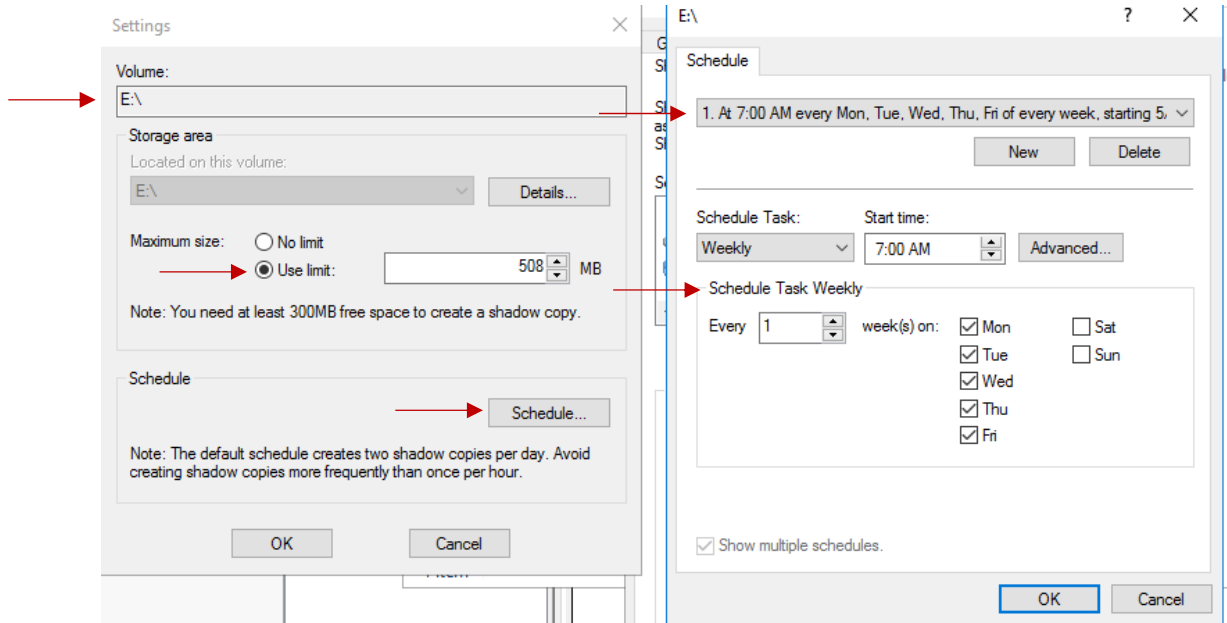 Settings
Volume:
E:\
Storage area
Located on this volume:
E:\
Details...
Maximum size:
No limit
Use limit:
508
MB
Note: You need at least 300MB free space to create a shadow copy.
Schedule
Schedule...
Note: The default schedule creates two shadow copies per day. Avoid
creating shadow copies more frequently than once per hour.
OK
Cancel
E:\
?
Schedule
1. At 7:00 AM every Mon, Tue, Wed, Thu, Fri of every week, starting 5/
New
Delete
Schedule Task:
Start time:
Weekly
7:00 AM
Advanced...
Schedule Task Weekly
Every
1
week(s) on:
Mon
Sat
Tue
Sun
Wed
Thu
Fri
Show multiple schedules.
OK
Cancel